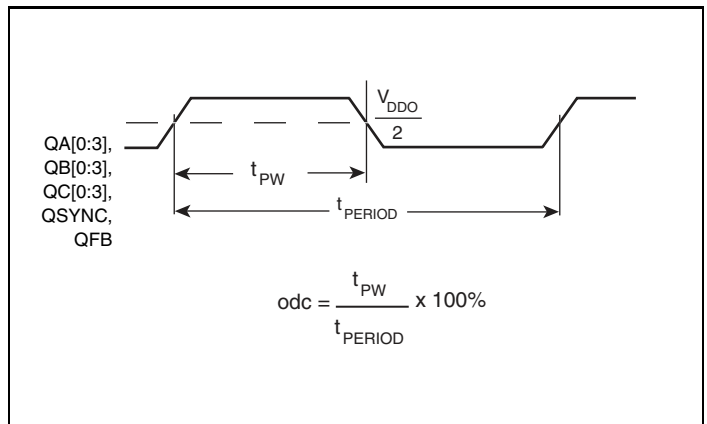 V_DDO
2
QA[0:3],
QB[0:3],
QC[0:3],
QSYNC,
QFB
t_PW
t_PERIOD
odc = t_PW / t_PERIOD x 100%